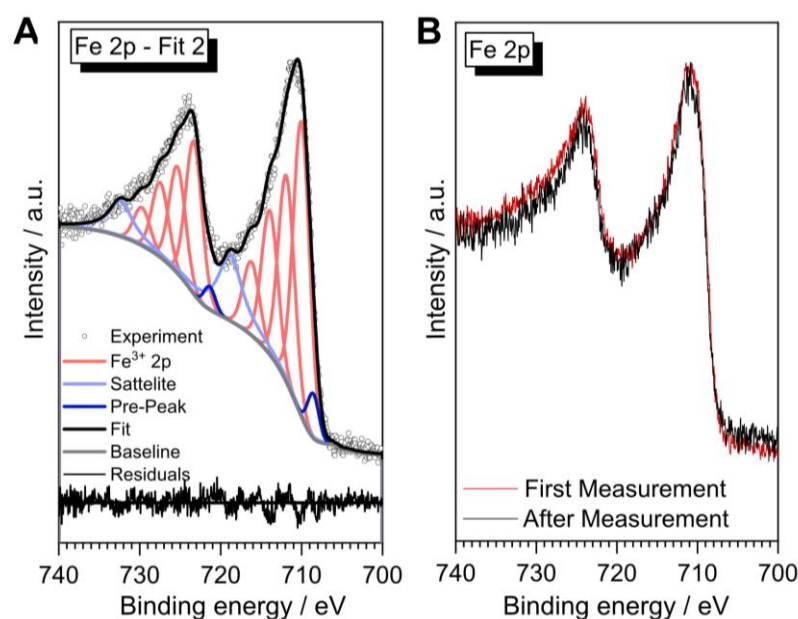 A
Fe 2p - Fit 2
Intensity / a.u.
Experiment
Fe³⁺ 2p
Sattelite
Pre-Peak
Fit
Baseline
Residuals
740 730 720 710 700
Binding energy / eV
B
Fe 2p
Intensity / a.u.
First Measurement
After Measurement
740 730 720 710 700
Binding energy / eV